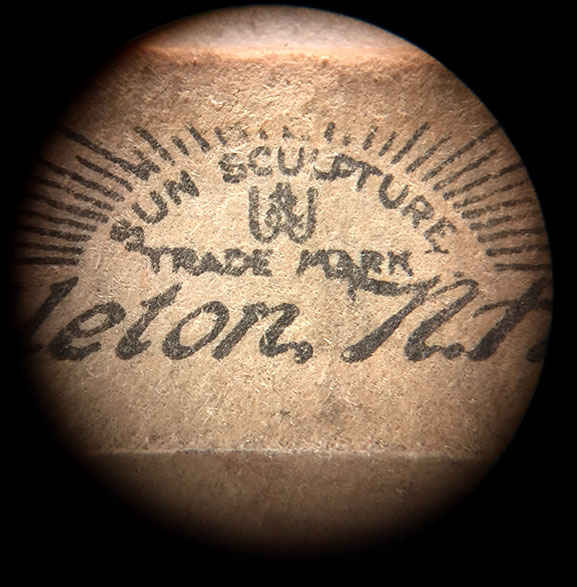 SUN SCULPTURE
W
TRADE MARK
leton, N.H